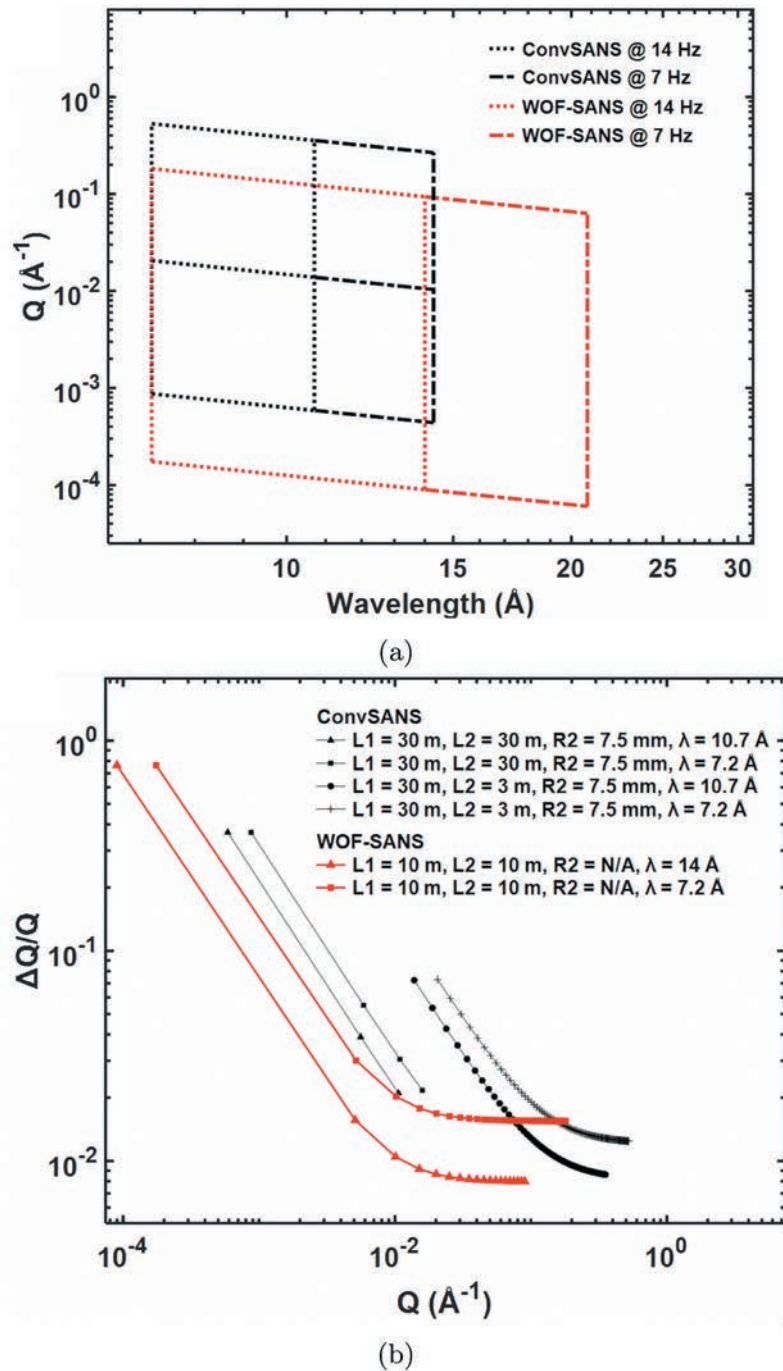 ConvSANS @ 14 Hz
ConvSANS @ 7 Hz
WOF-SANS @ 14 Hz
WOF-SANS @ 7 Hz
10⁰
10⁻¹
10⁻²
10⁻³
10⁻⁴
Q (Å⁻¹)
10 15 20 25 30
Wavelength (Å)
(a)
ConvSANS
L1 = 30 m, L2 = 30 m, R2 = 7.5 mm, λ = 10.7 Å
L1 = 30 m, L2 = 30 m, R2 = 7.5 mm, λ = 7.2 Å
L1 = 30 m, L2 = 3 m, R2 = 7.5 mm, λ = 10.7 Å
L1 = 30 m, L2 = 3 m, R2 = 7.5 mm, λ = 7.2 Å
WOF-SANS
L1 = 10 m, L2 = 10 m, R2 = N/A, λ = 14 Å
L1 = 10 m, L2 = 10 m, R2 = N/A, λ = 7.2 Å
10⁰
10⁻¹
10⁻²
ΔQ/Q
10⁻⁴ 10⁻² 10⁰
Q (Å⁻¹)
(b)